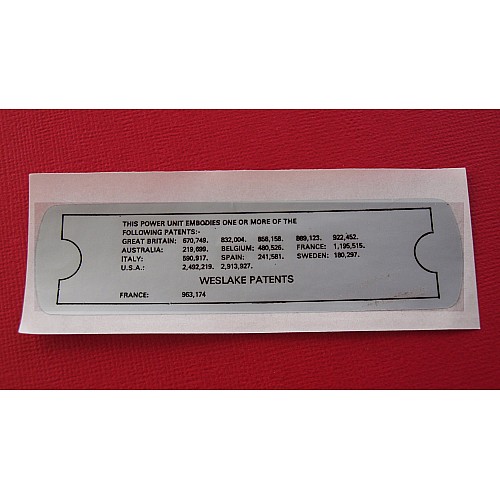 THIS POWER UNIT EMBODIES ONE OR MORE OF THE
FOLLOWING PATENTS:-
GREAT BRITAIN: 670,749. 832,004. 858,158. 889,123. 922,452.
AUSTRALIA: 219,699. BELGIUM: 480,526. FRANCE: 1,195,515.
ITALY: 590,917. SPAIN: 241,581. SWEDEN: 180,297.
U.S.A.: 2,492,219. 2,913,927.
WESLAKE PATENTS
FRANCE: 963,174